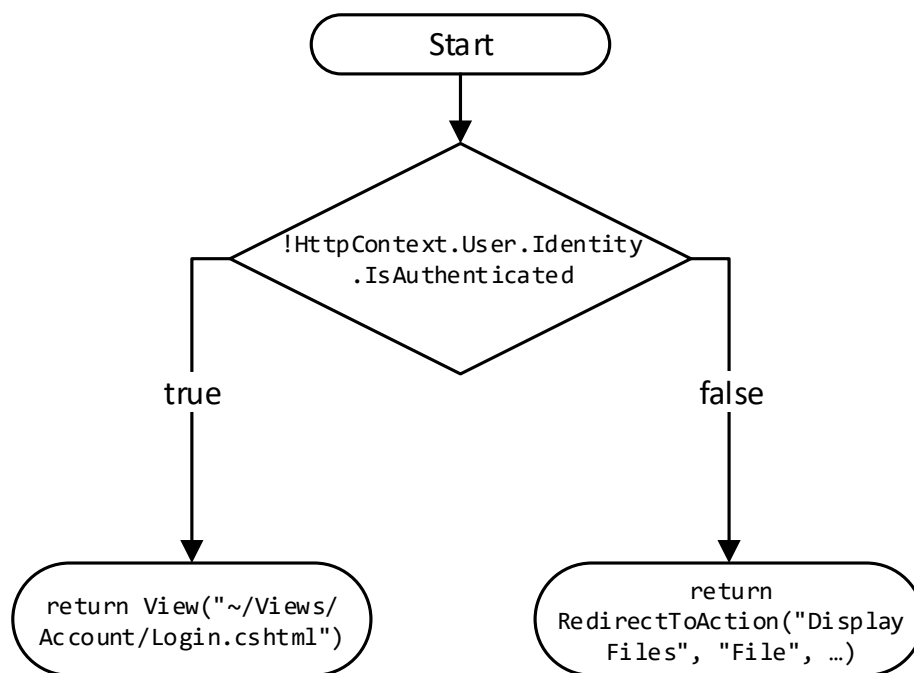 Start
!HttpContext.User.Identity
.IsAuthenticated
true
false
return View("~/Views/
Account/Login.cshtml")
return
RedirectToAction("Display
Files", "File", …)